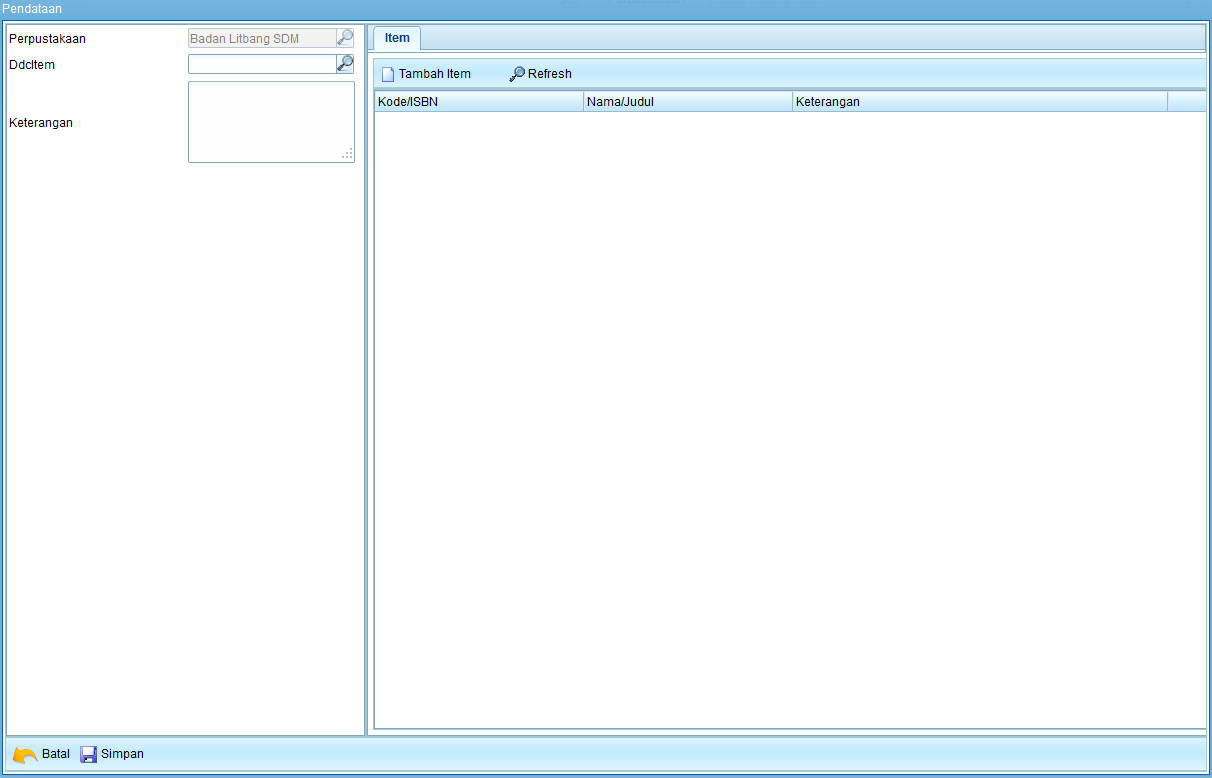 Pendataan
Perpustakaan
Badan Litbang SDM
DdcItem
Keterangan
Item
Tambah Item
Refresh
Kode/ISBN
Nama/Judul
Keterangan
Batal
Simpan